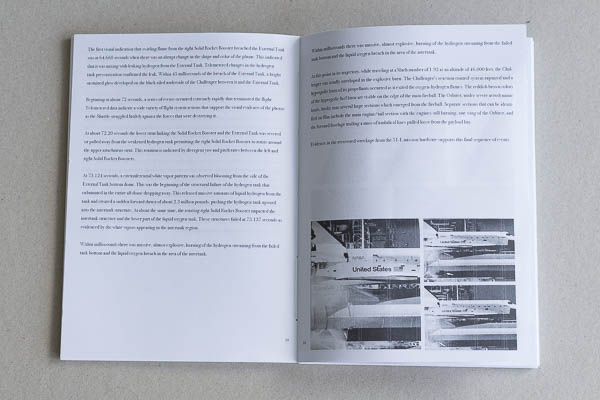 The first visual indication that swirling flame from the right Solid Rocket Booster breached the External Tank
was at 64.660 seconds when there was an abrupt change in the shape and color of the plume. This indicated
that it was mixing with leaking hydrogen from the External Tank. Telemetered changes in the hydrogen
tank pressurization confirmed the leak. Within 45 milliseconds of the breach of the External Tank, a bright
sustained glow developed on the black-tiled underside of the Challenger between it and the External Tank.
Beginning at about 72 seconds, a series of events occurred extremely rapidly that terminated the flight.
Telemetered data indicate a wide variety of flight system actions that support the visual evidence of the photos
as the Shuttle struggled futilely against the forces that were destroying it.
At about 72.20 seconds the lower strut linking the Solid Rocket Booster and the External Tank was severed
or pulled away from the weakened hydrogen tank permitting the right Solid Rocket Booster to rotate around
the upper attachment strut. This rotation is indicated by divergent yaw and pitch rates between the left and
right Solid Rocket Boosters.
At 73.124 seconds, a circumferential white vapor pattern was observed blooming from the side of the
External Tank bottom dome. This was the beginning of the structural failure of the hydrogen tank that
culminated in the entire aft dome dropping away. This released massive amounts of liquid hydrogen from the
tank and created a sudden forward thrust of about 2.8 million pounds, pushing the hydrogen tank upward
into the intertank structure. At about the same time, the rotating right Solid Rocket Booster impacted the
intertank structure and the lower part of the liquid oxygen tank. These structures failed at 73.137 seconds as
evidenced by the white vapors appearing in the intertank region.
Within milliseconds there was massive, almost explosive, burning of the hydrogen streaming from the failed
tank bottom and the liquid oxygen breach in the area of the intertank.
Within milliseconds there was massive, almost explosive, burning of the hydrogen streaming from the failed
tank bottom and the liquid oxygen breach in the area of the intertank.
At this point in its trajectory, while traveling at a Mach number of 1.92 at an altitude of 46,000 feet, the Chal-
lenger was totally enveloped in the explosive burn. The Challenger's reaction control system ruptured and a
hypergolic burn of its propellants occurred as it exited the oxygen-hydrogen flames. The reddish brown colors
of the hypergolic fuel burn are visible on the edge of the main fireball. The Orbiter, under severe aerodynamic
loads, broke into several large sections which emerged from the fireball. Separate sections that can be identi-
fied on film include the main engine/tail section with the engines still burning, one wing of the Orbiter, and
the forward fuselage trailing a mass of umbilical lines pulled loose from the payload bay.
Evidence in the recovered wreckage from the 51-L mission hardware supports this final sequence of events.
United States